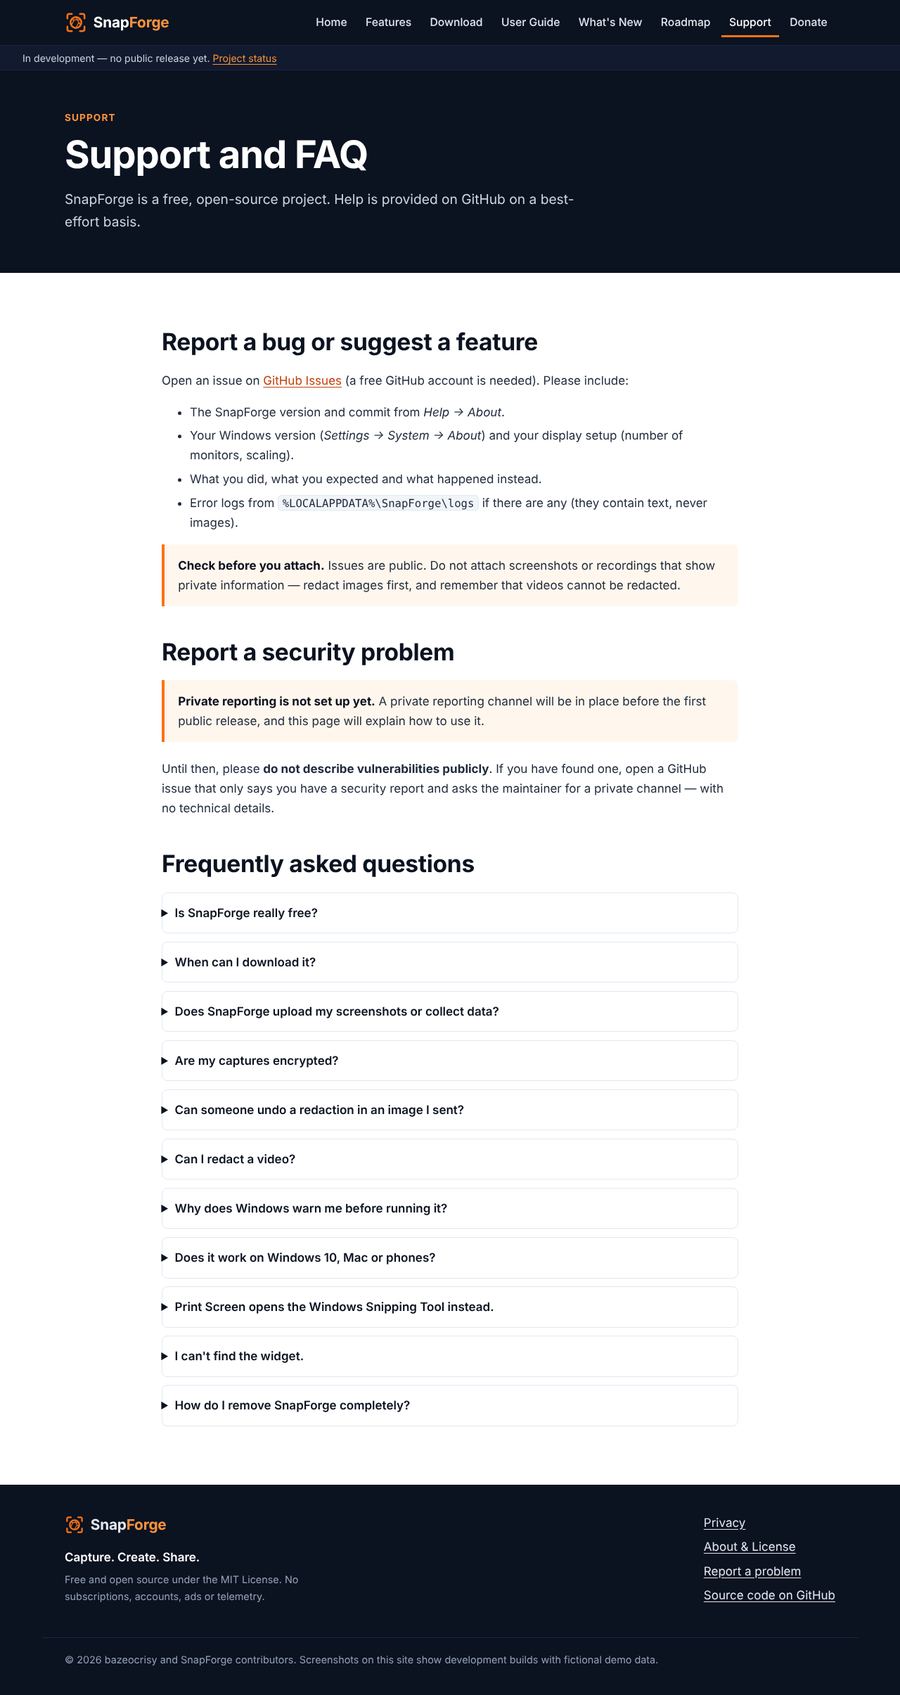 SnapForge
Home Features Download User Guide What's New Roadmap Support Donate
In development — no public release yet. Project status
SUPPORT
Support and FAQ
SnapForge is a free, open-source project. Help is provided on GitHub on a best-
effort basis.
Report a bug or suggest a feature
Open an issue on GitHub Issues (a free GitHub account is needed). Please include:
• The SnapForge version and commit from Help → About.
• Your Windows version (Settings → System → About) and your display setup (number of
monitors, scaling).
• What you did, what you expected and what happened instead.
• Error logs from %LOCALAPPDATA%\SnapForge\logs if there are any (they contain text, never
images).
Check before you attach. Issues are public. Do not attach screenshots or recordings that show
private information — redact images first, and remember that videos cannot be redacted.
Report a security problem
Private reporting is not set up yet. A private reporting channel will be in place before the first
public release, and this page will explain how to use it.
Until then, please do not describe vulnerabilities publicly. If you have found one, open a GitHub
issue that only says you have a security report and asks the maintainer for a private channel — with
no technical details.
Frequently asked questions
Is SnapForge really free?
When can I download it?
Does SnapForge upload my screenshots or collect data?
Are my captures encrypted?
Can someone undo a redaction in an image I sent?
Can I redact a video?
Why does Windows warn me before running it?
Does it work on Windows 10, Mac or phones?
Print Screen opens the Windows Snipping Tool instead.
I can't find the widget.
How do I remove SnapForge completely?
SnapForge
Capture. Create. Share.
Free and open source under the MIT License. No
subscriptions, accounts, ads or telemetry.
Privacy
About & License
Report a problem
Source code on GitHub
© 2026 bazeocrisy and SnapForge contributors. Screenshots on this site show development builds with fictional demo data.